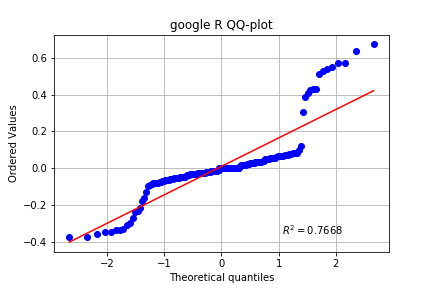 google R QQ-plot
Ordered Values
0.6
0.4
0.2
0.0
−0.2
−0.4
R² = 0.7668
−2
−1
0
1
2
Theoretical quantiles